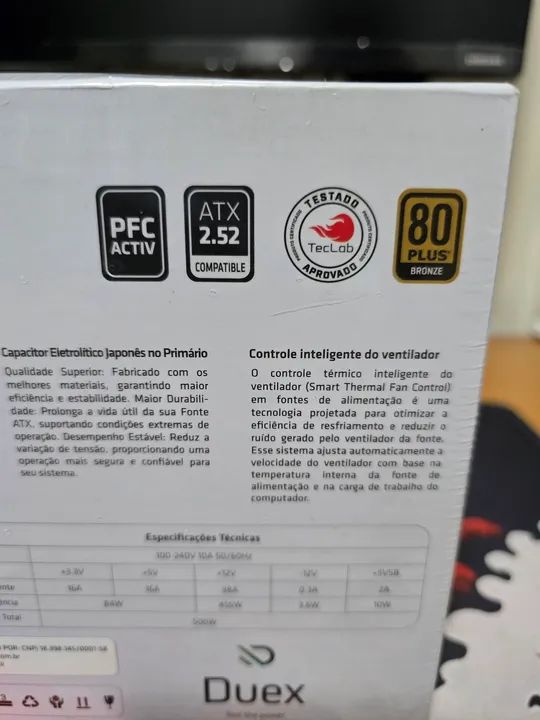 PFC
ACTIV
ATX
2.52
COMPATIBLE
TESTADO
PRODUTO CERTIFICADO
TecLab
PRODUTO CERTIFICADO
APROVADO
80
PLUS
BRONZE
Capacitor Eletrolítico Japonês no Primário
Qualidade Superior: Fabricado com os
melhores materiais, garantindo maior
eficiência e estabilidade. Maior Durabili-
dade: Prolonga a vida útil da sua Fonte
ATX, suportando condições extremas de
operação. Desempenho Estável: Reduz a
variação de tensão, proporcionando uma
operação mais segura e confiável para
seu sistema.
Controle inteligente do ventilador
O controle térmico inteligente do
ventilador (Smart Thermal Fan Control)
em fontes de alimentação é uma
tecnologia projetada para otimizar a
eficiência de resfriamento e reduzir o
ruído gerado pelo ventilador da fonte.
Esse sistema ajusta automaticamente a
velocidade do ventilador com base na
temperatura interna da fonte de
alimentação e na carga de trabalho do
computador.
Especificações Técnicas
100-240V 10A 50/60Hz
+3.3V +5V +12V -12V +5VSB
16A 16A 38A 0.3A 2A
84W 456W 3.6W 10W
Total 500W
Duex